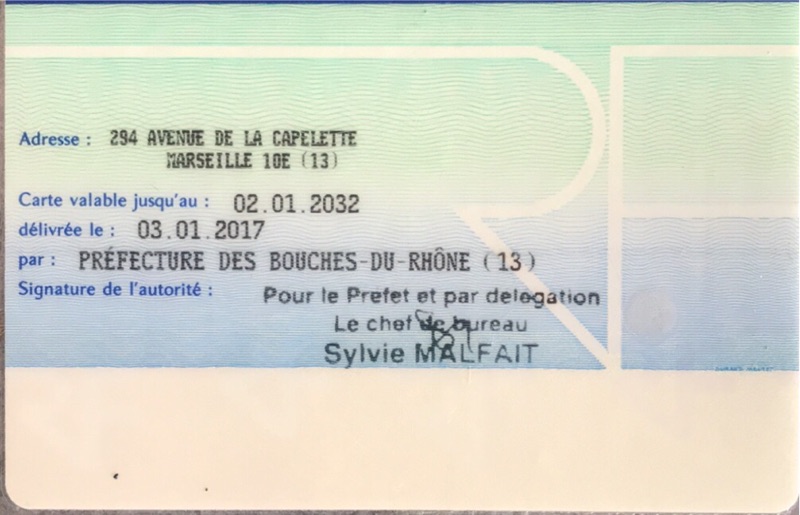 Adresse : 294 AVENUE DE LA CAPELETTE
MARSEILLE 10E (13)
Carte valable jusqu'au : 02.01.2032
délivrée le : 03.01.2017
par : PRÉFECTURE DES BOUCHES-DU-RHÔNE (13)
Signature de l'autorité : Pour le Prefet et par delegation
Le chef de bureau
Sylvie MALFAIT
RF